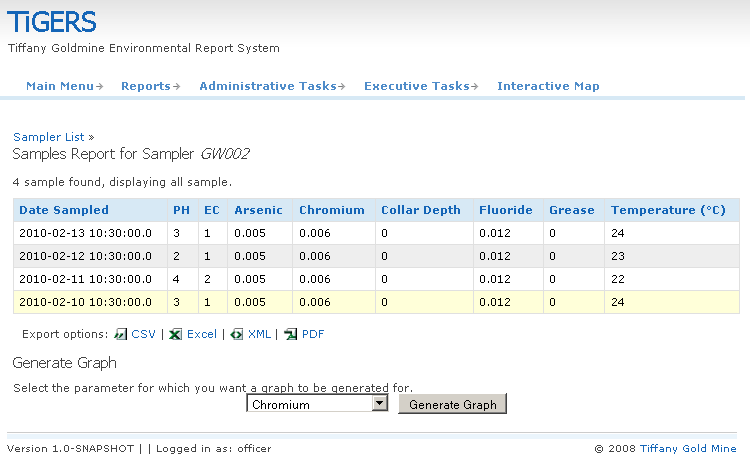 TiGERS
Tiffany Goldmine Environmental Report System
Main Menu Reports Administrative Tasks Executive Tasks Interactive Map
Sampler List »
Samples Report for Sampler GW002
4 sample found, displaying all sample.
Date Sampled PH EC Arsenic Chromium Collar Depth Fluoride Grease Temperature (°C)
2010-02-13 10:30:00.0 3 1 0.005 0.006 0 0.012 0 24
2010-02-12 10:30:00.0 2 1 0.005 0.006 0 0.012 0 23
2010-02-11 10:30:00.0 4 2 0.005 0.006 0 0.012 0 22
2010-02-10 10:30:00.0 3 1 0.005 0.006 0 0.012 0 24
Export options: CSV | Excel | XML | PDF
Generate Graph
Select the parameter for which you want a graph to be generated for.
Chromium Generate Graph
Version 1.0-SNAPSHOT | | Logged in as: officer © 2008 Tiffany Gold Mine